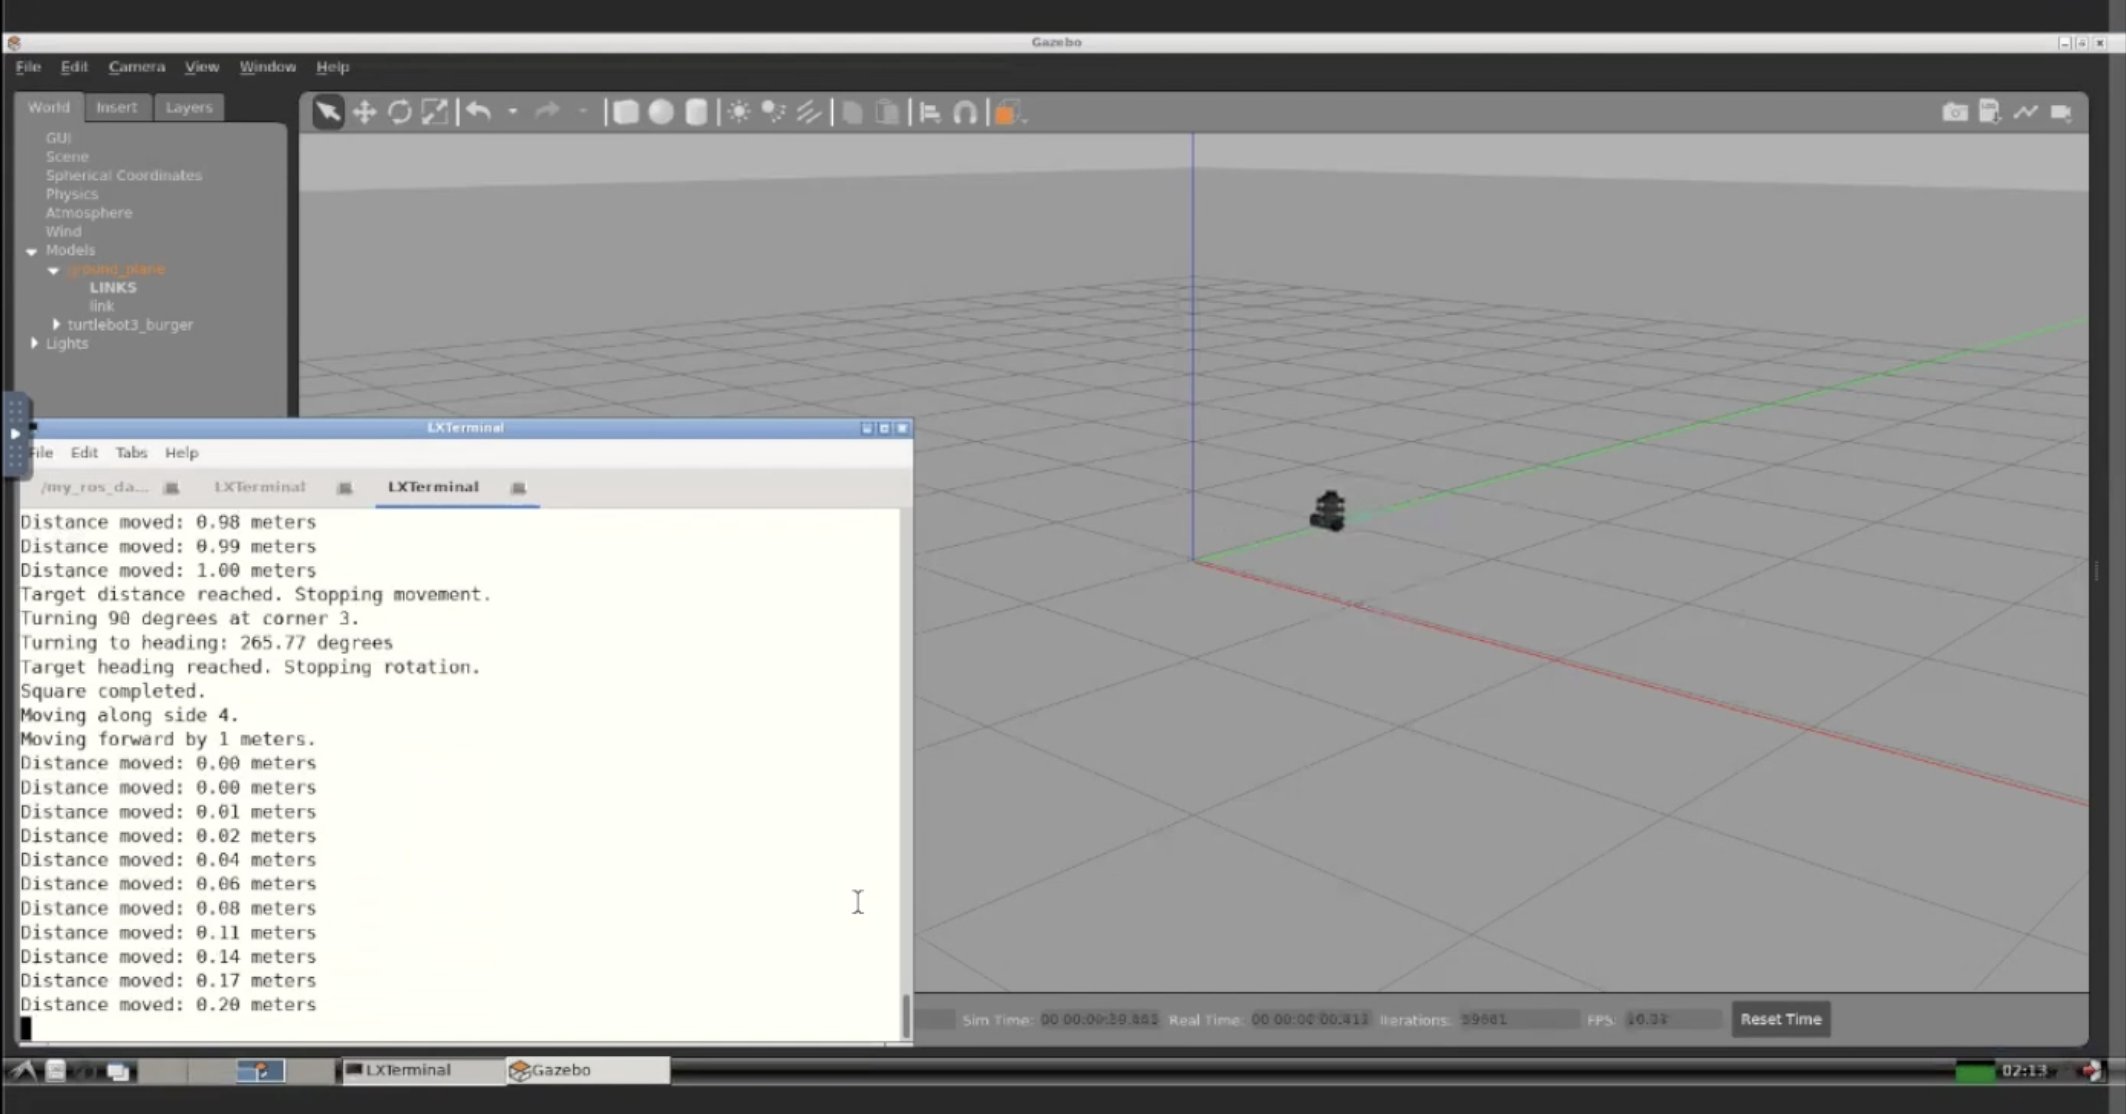 Gazebo
File Edit Camera View Window Help
World Insert Layers
GUI
Scene
Spherical Coordinates
Physics
Atmosphere
Wind
Models
ground_plane
LINKS
link
turtlebot3_burger
Lights
LXTerminal
File Edit Tabs Help
/my_ros_da... LXTerminal LXTerminal
Distance moved: 0.98 meters
Distance moved: 0.99 meters
Distance moved: 1.00 meters
Target distance reached. Stopping movement.
Turning 90 degrees at corner 3.
Turning to heading: 265.77 degrees
Target heading reached. Stopping rotation.
Square completed.
Moving along side 4.
Moving forward by 1 meters.
Distance moved: 0.00 meters
Distance moved: 0.00 meters
Distance moved: 0.01 meters
Distance moved: 0.02 meters
Distance moved: 0.04 meters
Distance moved: 0.06 meters
Distance moved: 0.08 meters
Distance moved: 0.11 meters
Distance moved: 0.14 meters
Distance moved: 0.17 meters
Distance moved: 0.20 meters
Sim Time: Real Time: Iterations: FPS: Reset Time
LXTerminal Gazebo 02:13